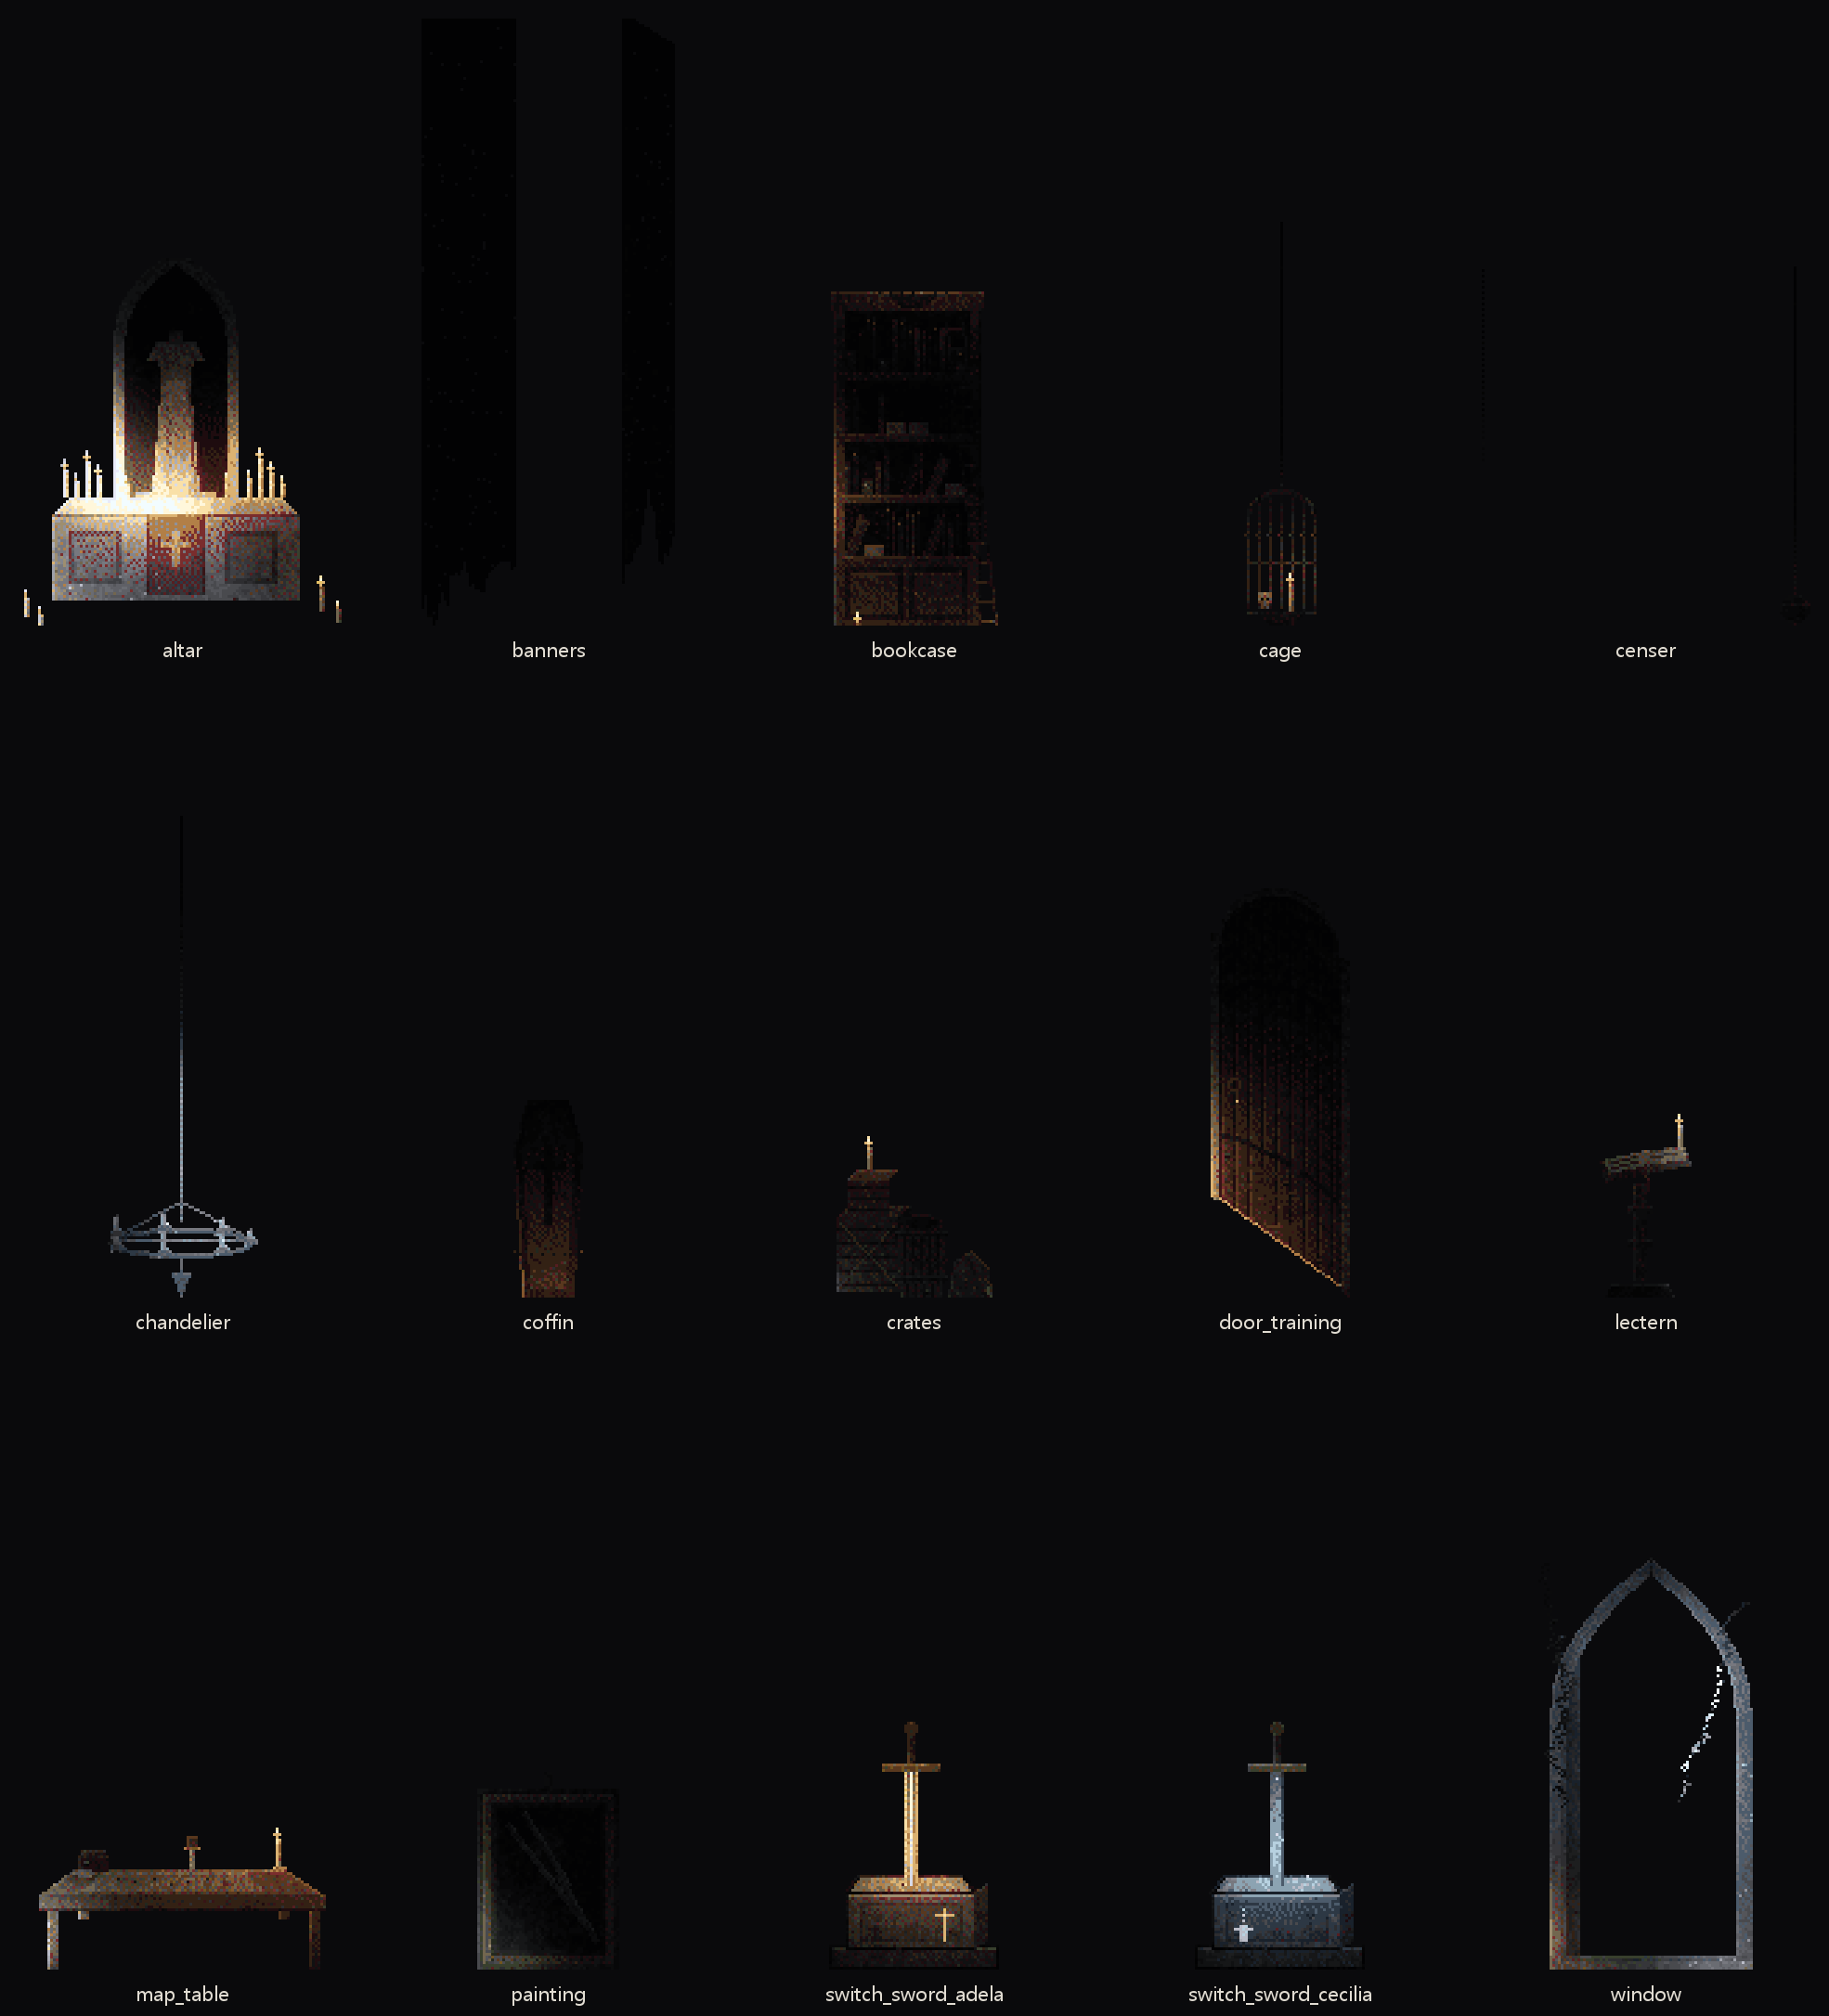 altar
banners
bookcase
cage
censer
chandelier
coffin
crates
door_training
lectern
map_table
painting
switch_sword_adela
switch_sword_cecilia
window